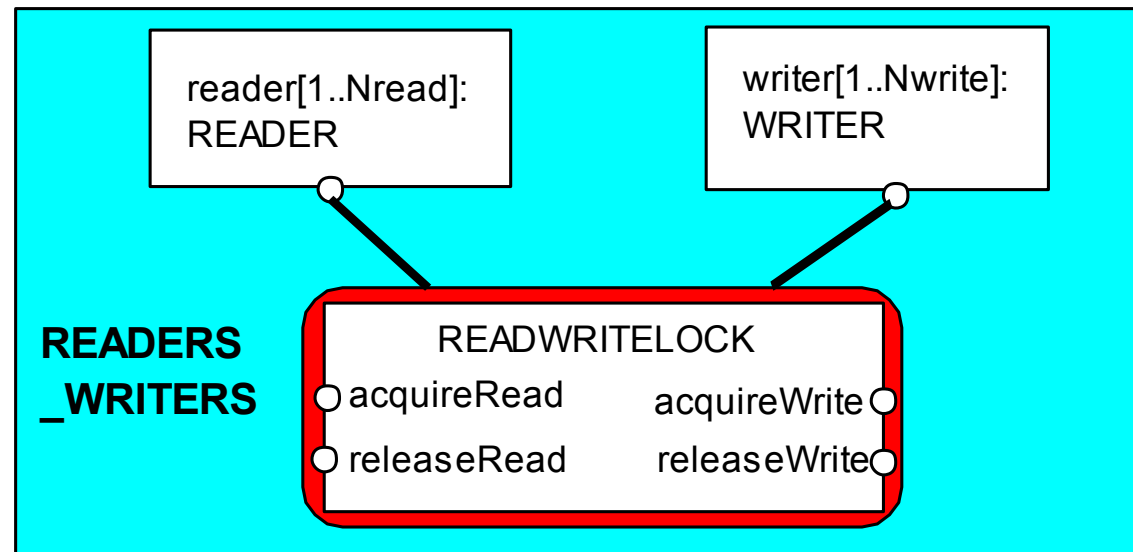 reader[1..Nread]:
READER
writer[1..Nwrite]:
WRITER
READERS
_WRITERS
READWRITELOCK
acquireRead
acquireWrite
releaseRead
releaseWrite